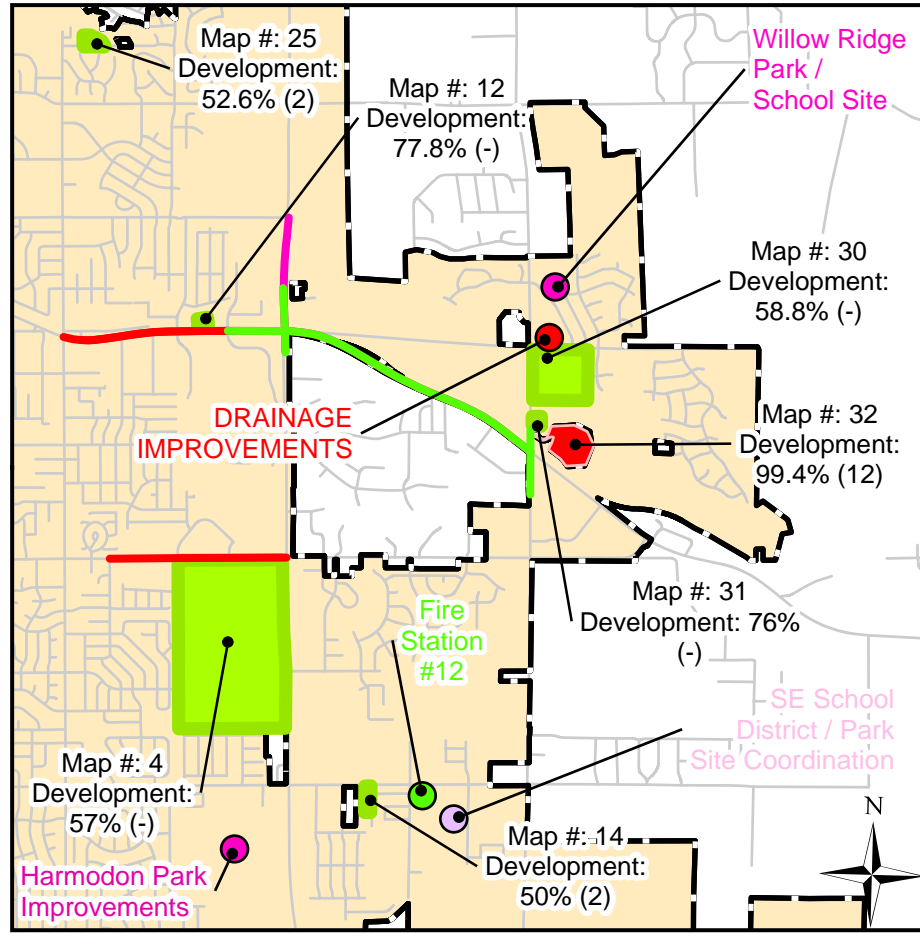 Map #: 25
Development:
52.6% (2)
Map #: 12
Development:
77.8% (-)
Willow Ridge
Park /
School Site
Map #: 30
Development:
58.8% (-)
DRAINAGE
IMPROVEMENTS
Map #: 32
Development:
99.4% (12)
Map #: 31
Development: 76%
(-)
Fire
Station
#12
SE School
District / Park
Site Coordination
Map #: 4
Development:
57% (-)
Map #: 14
Development:
50% (2)
Harmodon Park
Improvements
N